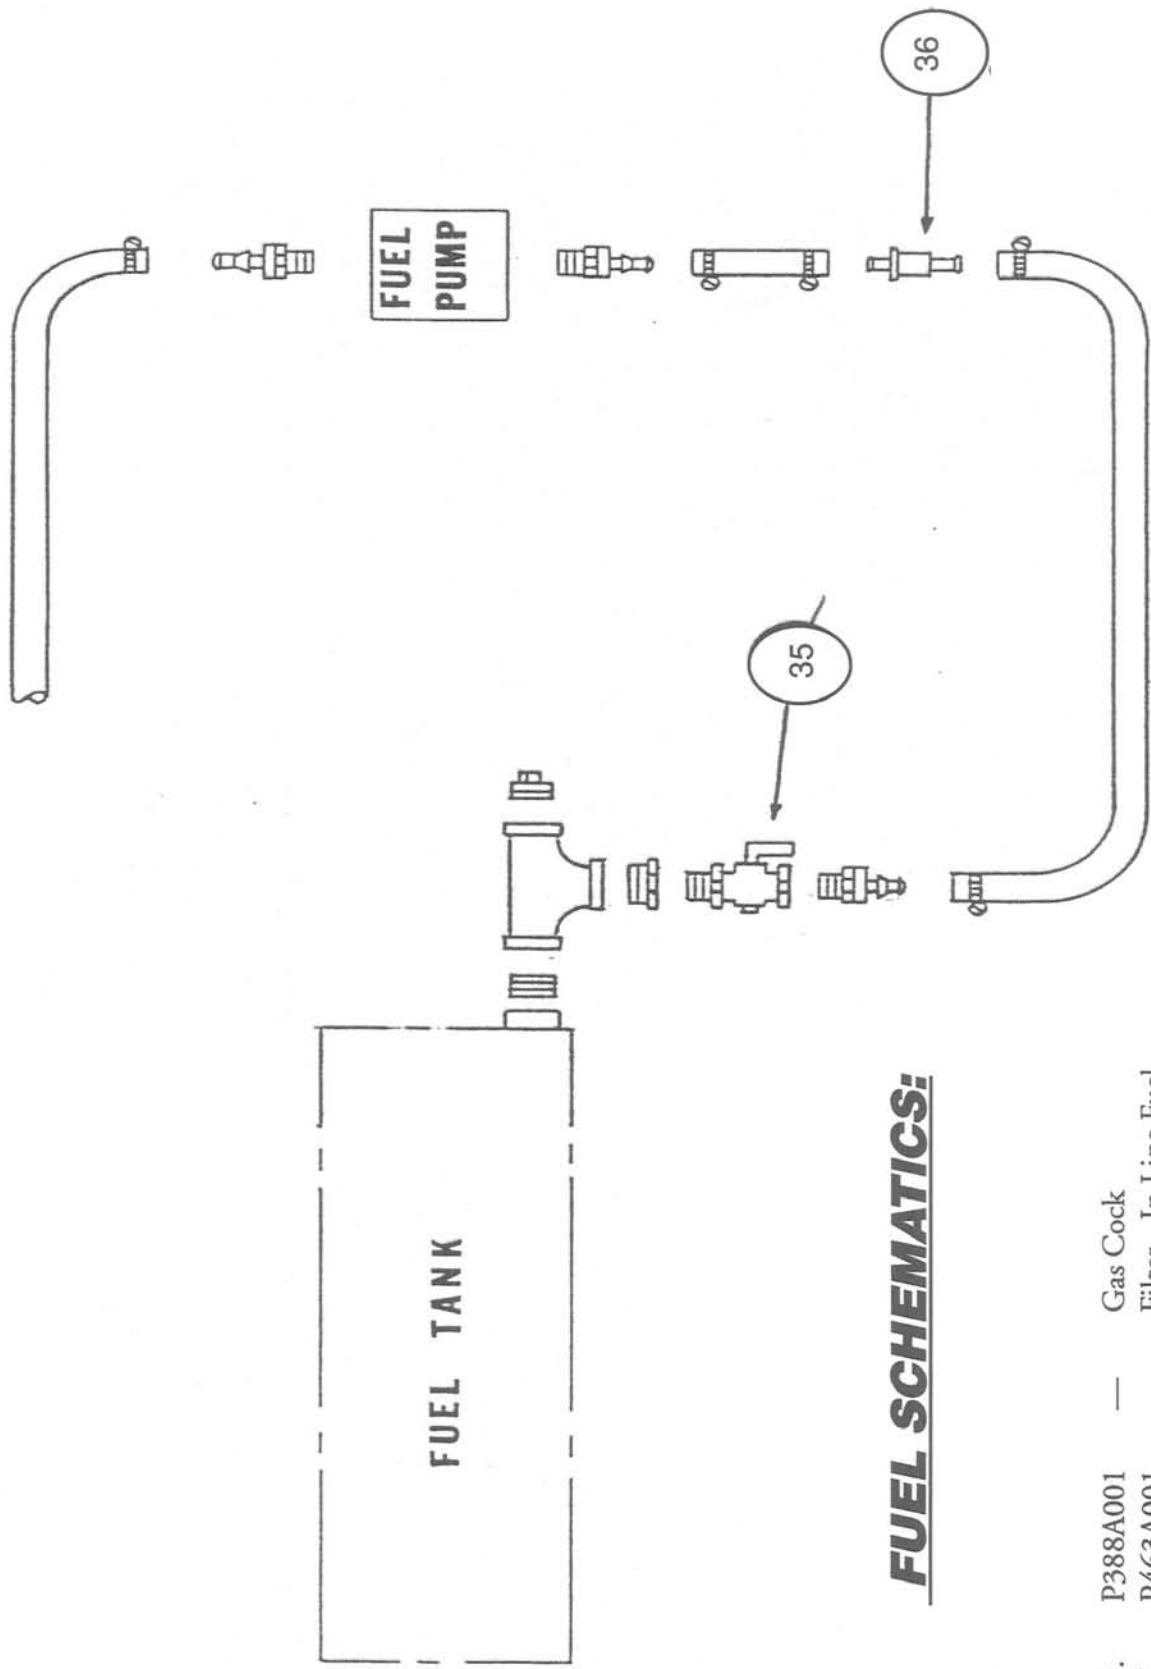 36
FUEL
PUMP
35
FUEL TANK
FUEL SCHEMATICS:
P388A001 — Gas Cock